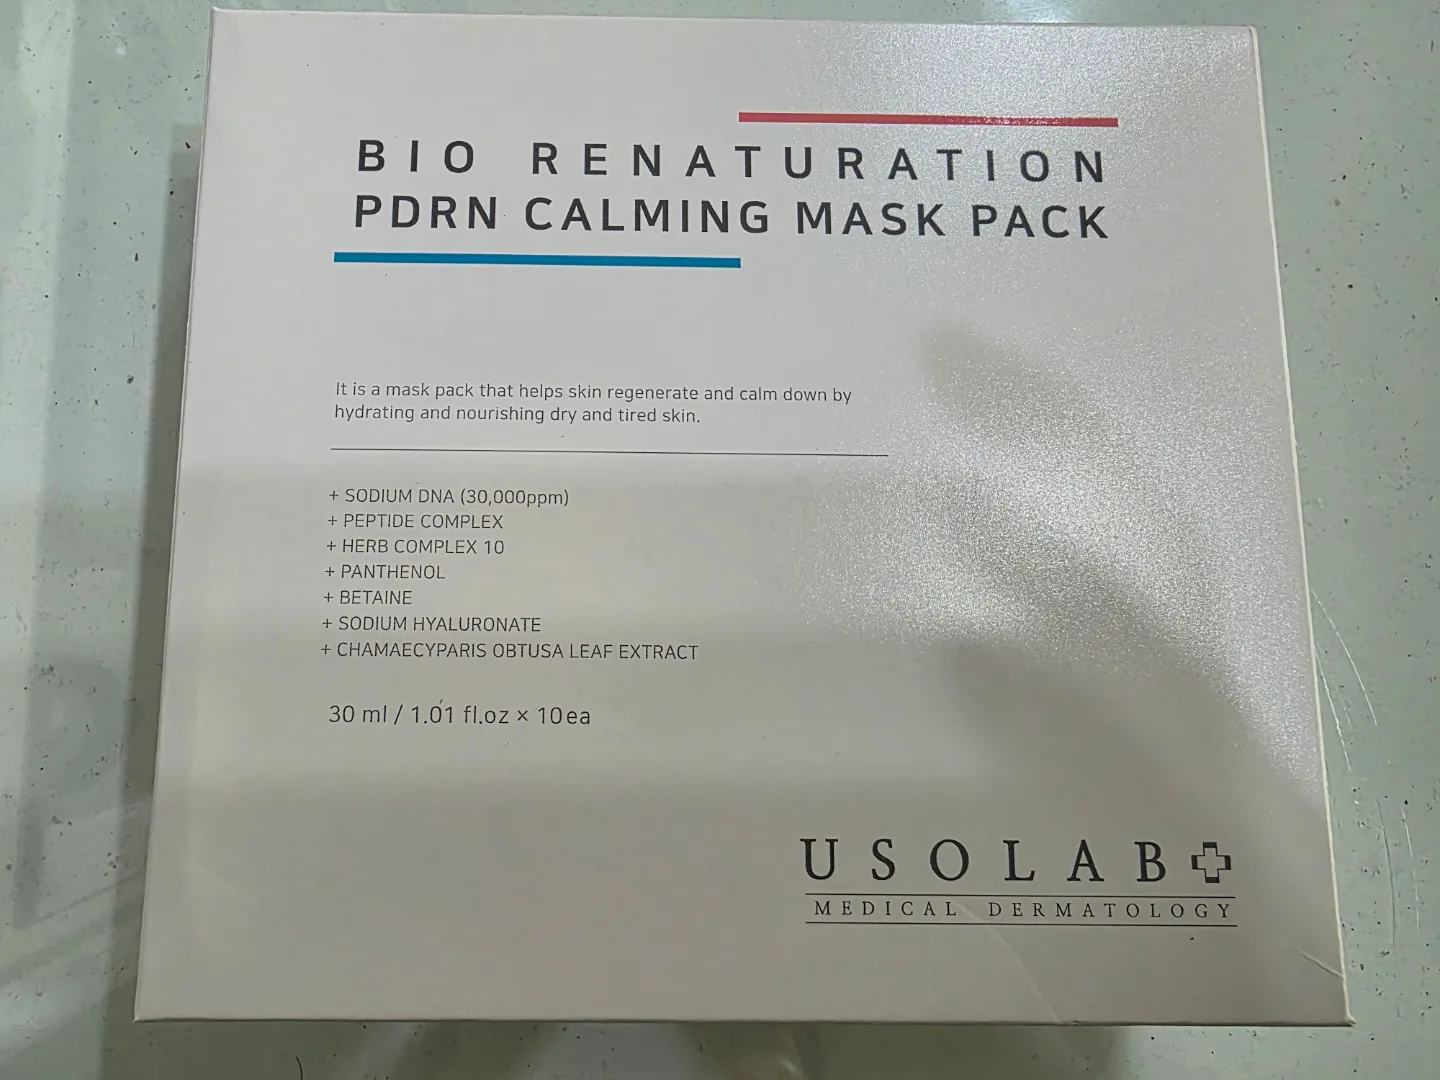 BIO RENATURATION
PDRN CALMING MASK PACK
It is a mask pack that helps skin regenerate and calm down by
hydrating and nourishing dry and tired skin.
+ SODIUM DNA (30,000ppm)
+ PEPTIDE COMPLEX
+ HERB COMPLEX 10
+ PANTHENOL
+ BETAINE
+ SODIUM HYALURONATE
+ CHAMAECYPARIS OBTUSA LEAF EXTRACT
30 ml / 1.01 fl.oz × 10ea
USOLAB
MEDICAL DERMATOLOGY